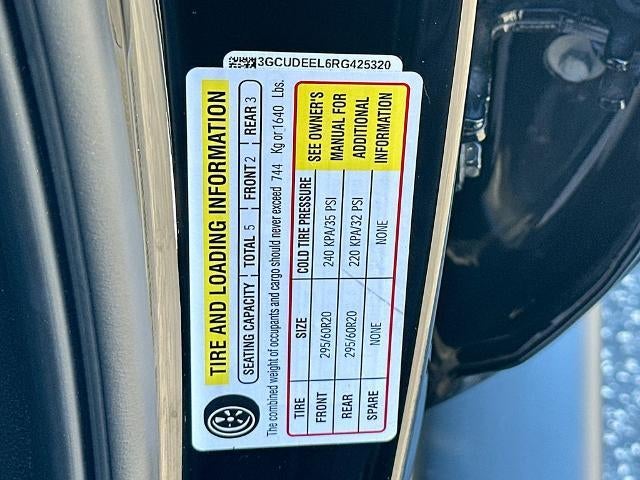 3GCUDEEL6RG425320
TIRE AND LOADING INFORMATION
SEATING CAPACITY TOTAL 5 FRONT 2 REAR 3
The combined weight of occupants and cargo should never exceed 744 Kg or 1640 Lbs.
TIRE SIZE COLD TIRE PRESSURE
FRONT 295/60R20 240 KPA/35 PSI
REAR 295/60R20 220 KPA/32 PSI
SPARE NONE NONE
SEE OWNER'S
MANUAL FOR
ADDITIONAL
INFORMATION